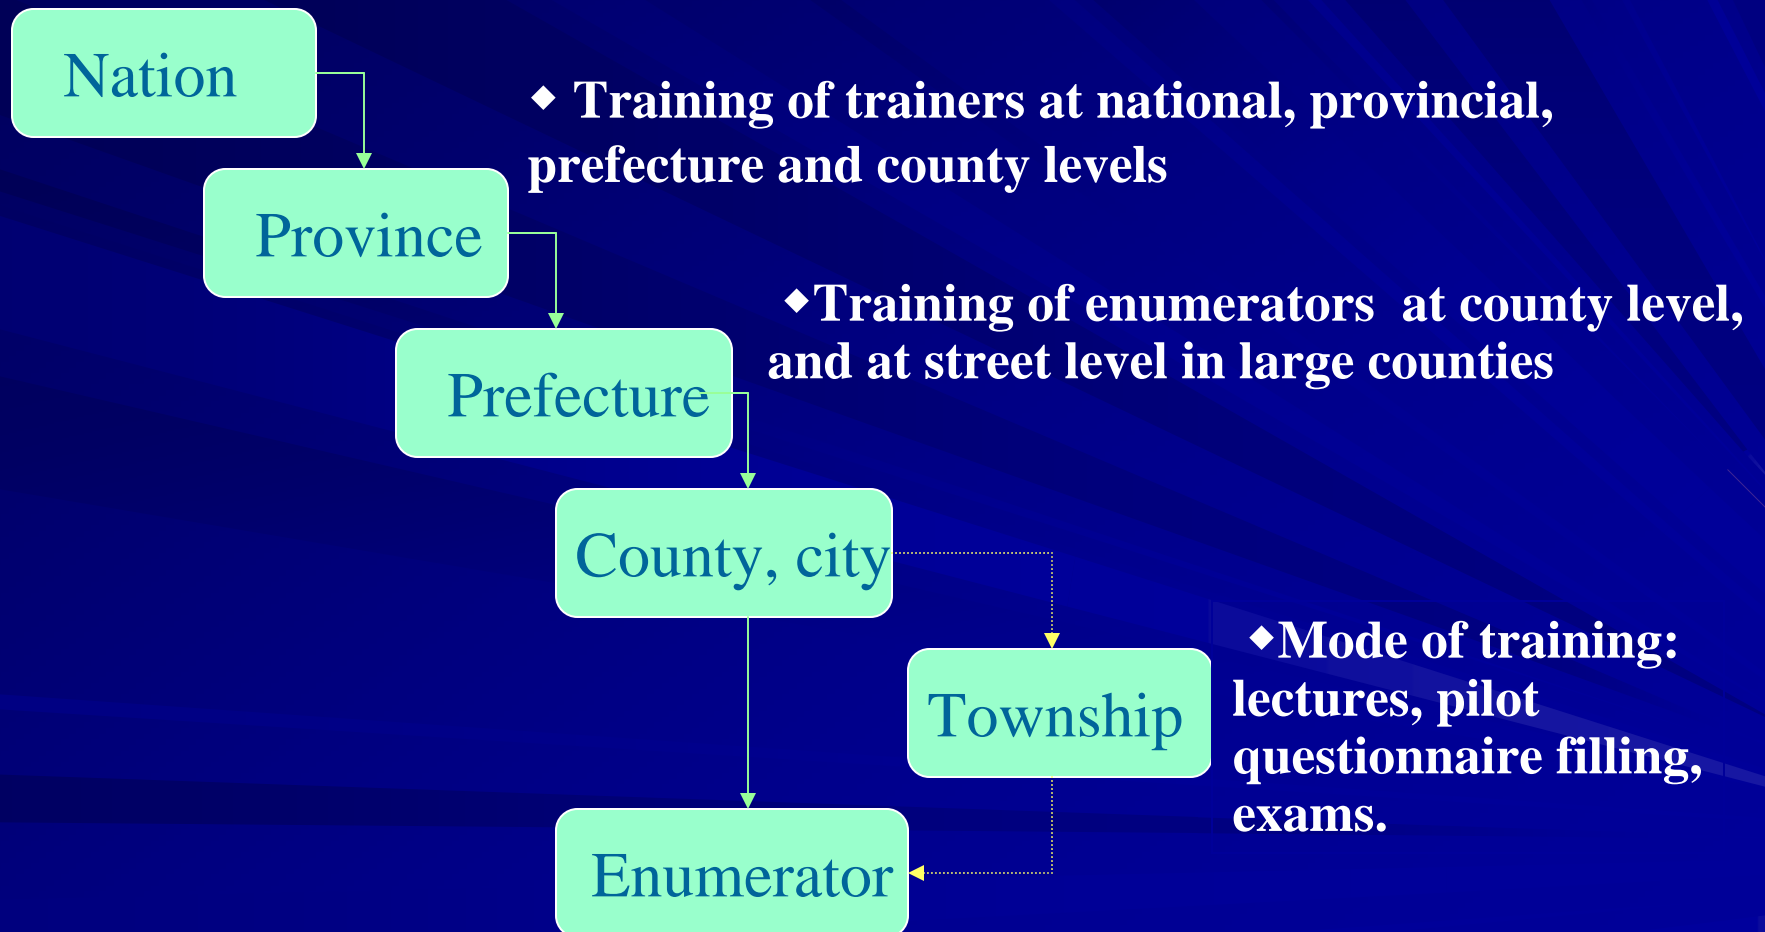 Nation
◆ Training of trainers at national, provincial,
prefecture and county levels
Province
◆Training of enumerators at county level,
and at street level in large counties
Prefecture
County, city
Township
◆Mode of training:
lectures, pilot
questionnaire filling,
exams.
Enumerator